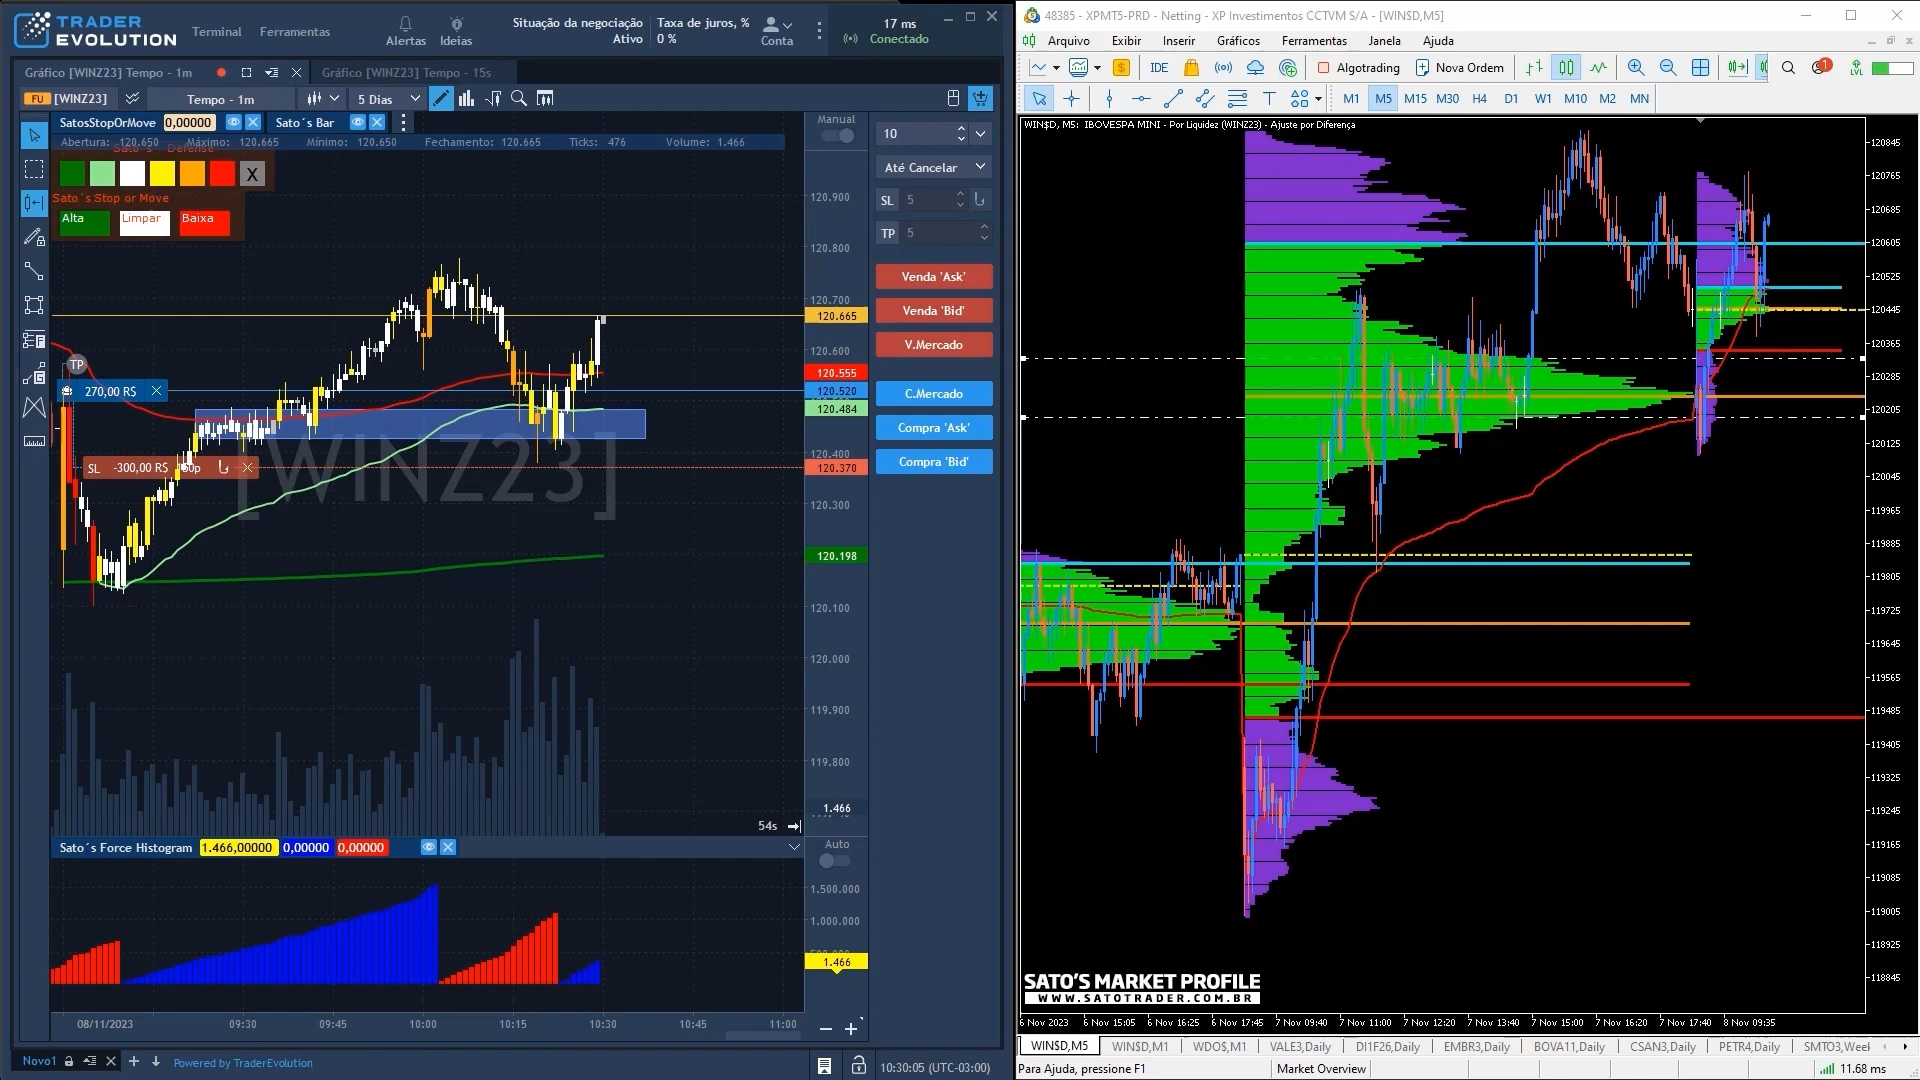 TRADER
EVOLUTION
Terminal
Ferramentas
Alertas
Ideias
Situação da negociação
Ativo
Taxa de juros, %
0 %
Conta
17 ms
Conectado
Gráfico [WINZ23] Tempo - 1m
Gráfico [WINZ23] Tempo - 15s
FU [WINZ23]
Tempo - 1m
5 Dias
SatosStopOrMove 0,00000
Sato´s Bar
Abertura: 120.650 Máximo: 120.665 Mínimo: 120.650 Fechamento: 120.665 Ticks: 476 Volume: 1.466
X
Sato´s Stop or Move
Alta
Limpar
Baixa
TP
270,00 R$
SL -300,00 R$
[WINZ23]
Manual
120.900
120.800
120.700
120.665
120.600
120.555
120.520
120.484
120.400
120.370
120.300
120.198
120.100
120.000
119.900
119.800
1.466
54s
Sato´s Force Histogram 1.466,00000 0,00000 0,00000
Auto
1.500.000
1.000.000
1.466
08/11/2023 09:30 09:45 10:00 10:15 10:30 10:45 11:00
Novo1
Powered by TraderEvolution
10:30:05 (UTC-03:00)
10
Até Cancelar
SL 5
TP 5
Venda 'Ask'
Venda 'Bid'
V.Mercado
C.Mercado
Compra 'Ask'
Compra 'Bid'
48385 - XPMT5-PRD - Netting - XP Investimentos CCTVM S/A - [WIN$D,M5]
Arquivo Exibir Inserir Gráficos Ferramentas Janela Ajuda
IDE
Algotrading
Nova Ordem
1
LVL
M1 M5 M15 M30 H4 D1 W1 M10 M2 MN
WIN$D, M5: IBOVESPA MINI - Por Liquidez (WINZ23) - Ajuste por Diferença
120845
120765
120685
120605
120525
120445
120365
120285
120205
120125
120045
119965
119885
119805
119725
119645
119565
119485
119405
119325
119245
119165
119085
119005
118925
118845
SATO'S MARKET PROFILE
WWW.SATOTRADER.COM.BR
6 Nov 2023 6 Nov 15:05 6 Nov 16:25 6 Nov 17:45 7 Nov 09:40 7 Nov 11:00 7 Nov 12:20 7 Nov 13:40 7 Nov 15:00 7 Nov 16:20 7 Nov 17:40 8 Nov 09:35
WIN$D,M5 WIN$D,M1 WDO$,M1 VALE3,Daily DI1F26,Daily EMBR3,Daily BOVA11,Daily CSAN3,Daily PETR4,Daily
Para Ajuda, pressione F1
Market Overview
11.68 ms